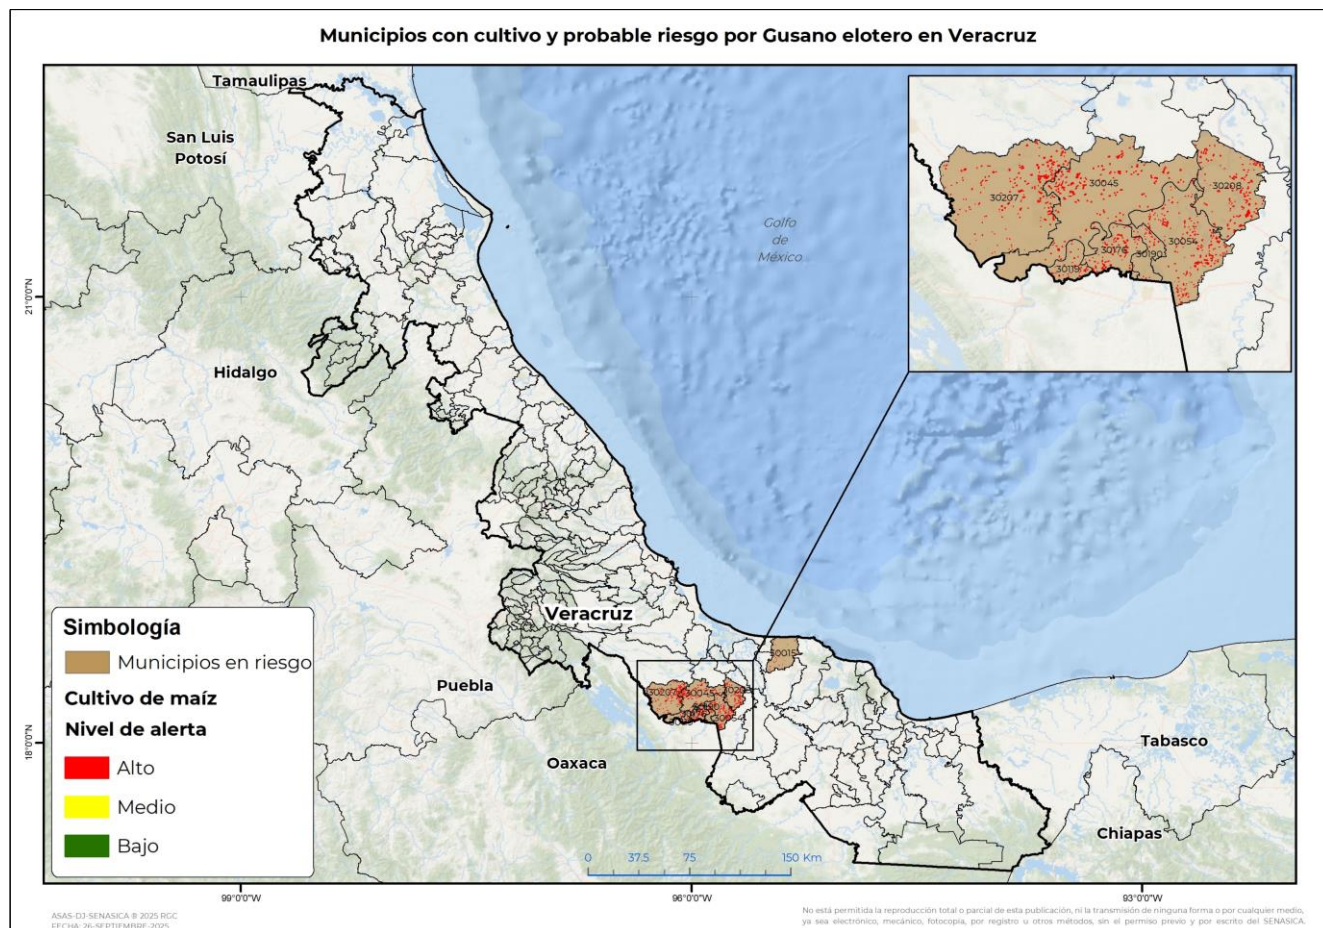 Municipios con cultivo y probable riesgo por Gusano elotero en Veracruz
Tamaulipas
San Luis
Potosí
Hidalgo
Golfo
de
México
30207
30045
30208
30054
30176
30190
30119
Veracruz
Puebla
Oaxaca
30015
30207
30045
Tabasco
Chiapas
Simbología
Municipios en riesgo
Cultivo de maíz
Nivel de alerta
Alto
Medio
Bajo
21°0'0"N
18°0'0"N
0 37.5 75 150 Km
99°0'0"W
96°0'0"W
93°0'0"W
ASAS-DJ-SENASICA ® 2025 RGC
FECHA: 26-SEPTIEMBRE-2025
No está permitida la reproducción total o parcial de esta publicación, ni la transmisión de ninguna forma o por cualquier medio,
ya sea electrónico, mecánico, fotocopia, por registro u otros métodos, sin el permiso previo y por escrito del SENASICA.